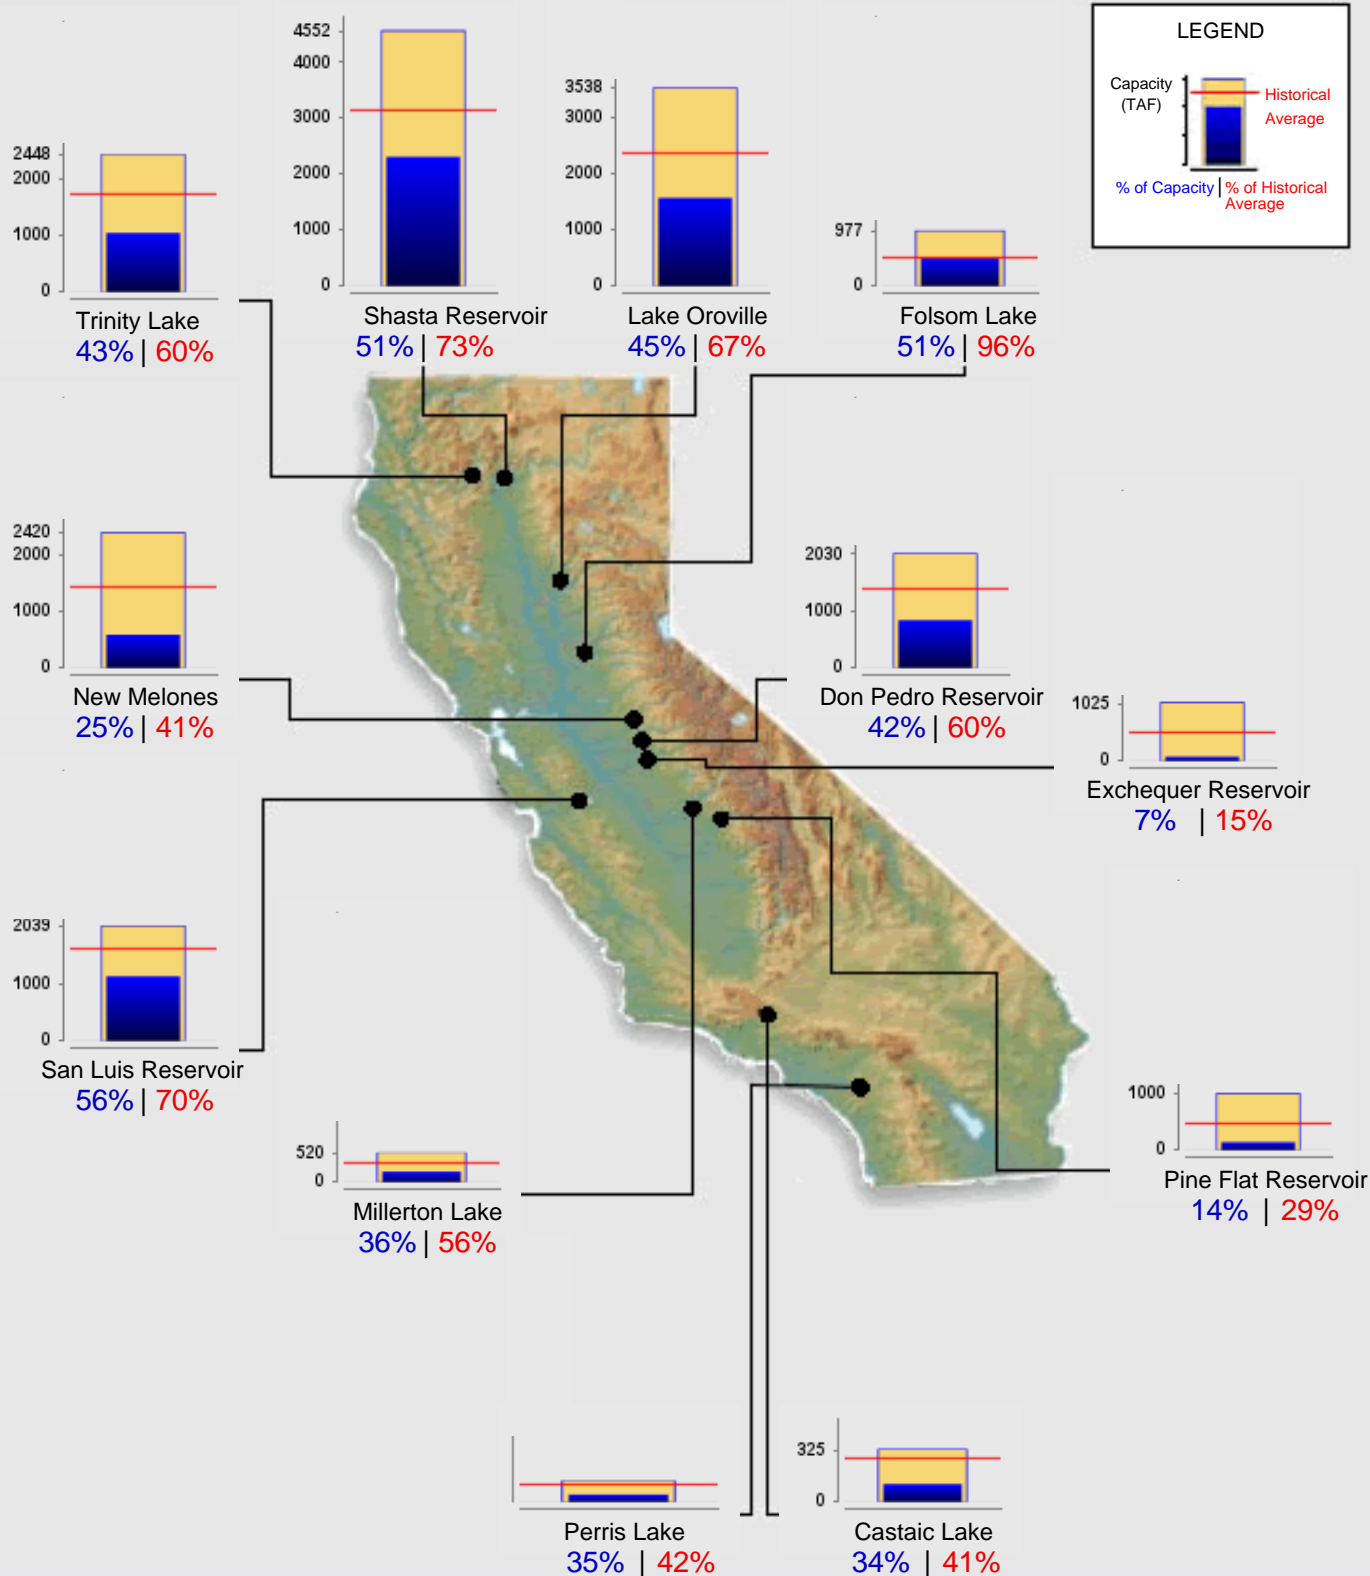 LEGEND
Capacity
(TAF)
Historical
Average
% of Capacity | % of Historical
Average
2448
2000
1000
0
Trinity Lake
43% | 60%
4552
4000
3000
2000
1000
0
Shasta Reservoir
51% | 73%
3538
3000
2000
1000
0
Lake Oroville
45% | 67%
977
0
Folsom Lake
51% | 96%
2420
2000
1000
0
New Melones
25% | 41%
2030
1000
0
Don Pedro Reservoir
42% | 60%
1025
0
Exchequer Reservoir
7% | 15%
2039
1000
0
San Luis Reservoir
56% | 70%
520
0
Millerton Lake
36% | 56%
1000
0
Pine Flat Reservoir
14% | 29%
Perris Lake
35% | 42%
325
0
Castaic Lake
34% | 41%